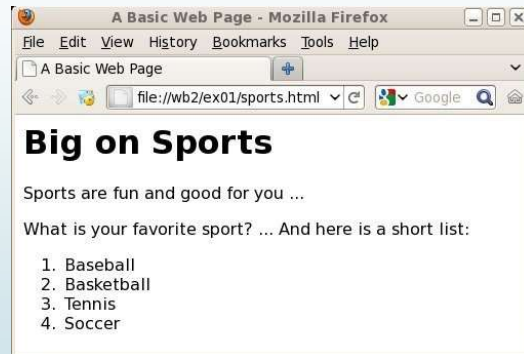 A Basic Web Page - Mozilla Firefox
File Edit View History Bookmarks Tools Help
A Basic Web Page
file://wb2/ex01/sports.html Google
Big on Sports
Sports are fun and good for you ...
What is your favorite sport? ... And here is a short list:
1. Baseball
2. Basketball
3. Tennis
4. Soccer